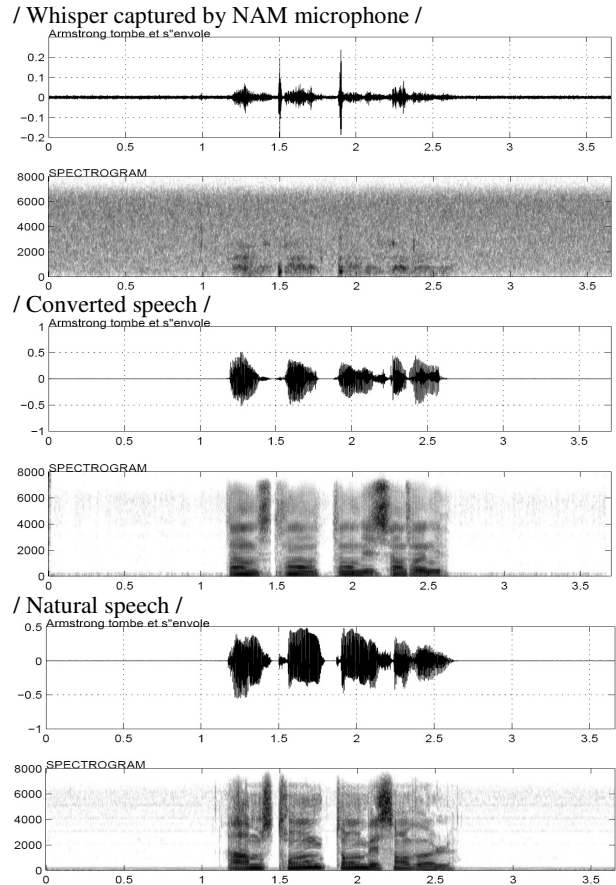 / Whisper captured by NAM microphone /
Armstrong tombe et s"envole
0.2
0.1
0
−0.1
−0.2
0 0.5 1 1.5 2 2.5 3 3.5
SPECTROGRAM
8000
6000
4000
2000
0
0 0.5 1 1.5 2 2.5 3 3.5
/ Converted speech /
Armstrong tombe et s"envole
1
0.5
0
−0.5
−1
0 0.5 1 1.5 2 2.5 3 3.5
SPECTROGRAM
8000
6000
4000
2000
0
0 0.5 1 1.5 2 2.5 3 3.5
/ Natural speech /
Armstrong tombe et s"envole
0.5
0
−0.5
−1
0 0.5 1 1.5 2 2.5 3 3.5
SPECTROGRAM
8000
6000
4000
2000
0
0 0.5 1 1.5 2 2.5 3 3.5